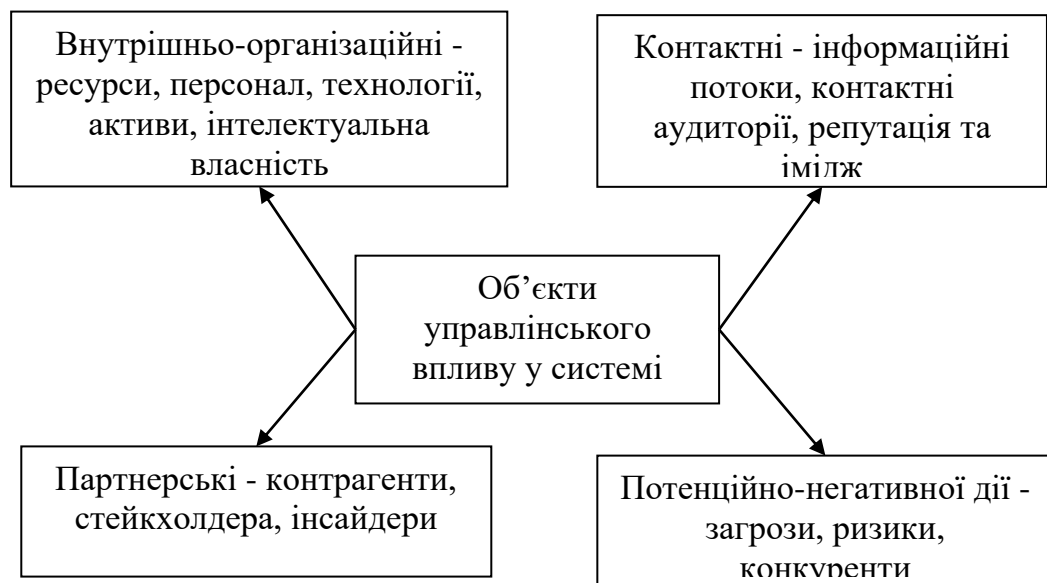 Внутрішньо-організаційні -
ресурси, персонал, технології,
активи, інтелектуальна
власність
Контактні - інформаційні
потоки, контактні
аудиторії, репутація та
імідж
Об’єкти
управлінського
впливу у системі
Партнерські - контрагенти,
стейкхолдера, інсайдери
Потенційно-негативної дії -
загрози, ризики,
конкуренти